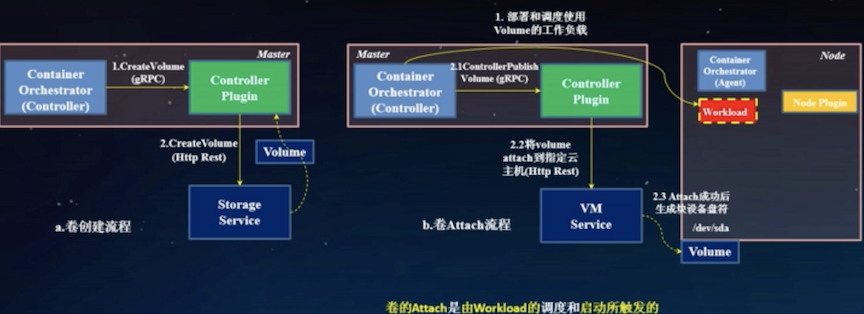 1. 部署和调度使用
Volume的工作负载
Master
Container
Orchestrator
(Controller)
1.CreateVolume
(gRPC)
Controller
Plugin
2.CreateVolume
(Http Rest)
Volume
Storage
Service
a.卷创建流程
Master
Container
Orchestrator
(Controller)
2.1ControllerPublish
Volume (gRPC)
Controller
Plugin
2.2将volume
attach到指定云
主机(Http Rest)
VM
Service
b.卷Attach流程
Node
Container
Orchestrator
(Agent)
Workload
Node Plugin
2.3 Attach成功后
生成块设备盘符
/dev/sda
Volume
卷的Attach是由Workload的调度和启动所触发的